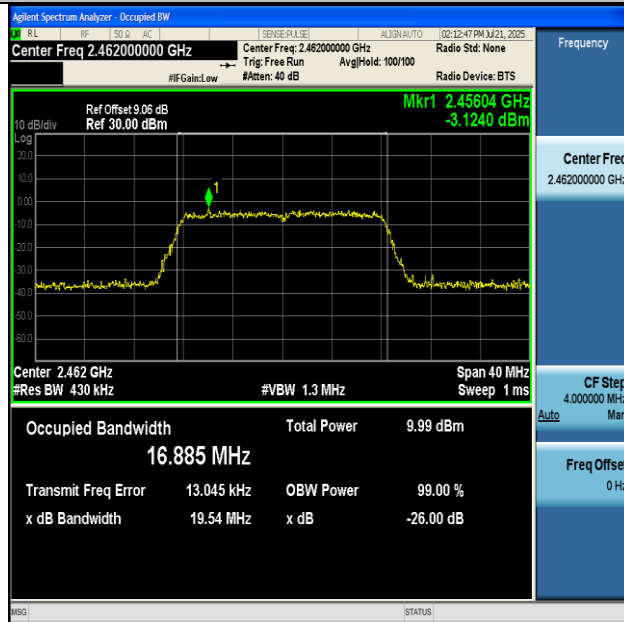 Agilent Spectrum Analyzer - Occupied BW
RL RF 50 Ω AC SENSE:PULSE ALIGN AUTO 02:12:47 PM Jul 21, 2025
Center Freq 2.462000000 GHz Center Freq: 2.462000000 GHz Radio Std: None
Trig: Free Run Avg|Hold: 100/100
#IFGain:Low #Atten: 40 dB Radio Device: BTS
Frequency
Ref Offset 9.06 dB Mkr1 2.45604 GHz
10 dB/div Ref 30.00 dBm -3.1240 dBm
Log
20.0
10.0
0.00
-10.0
-20.0
-30.0
-40.0
-50.0
-60.0
1
Center 2.462 GHz Span 40 MHz
#Res BW 430 kHz #VBW 1.3 MHz Sweep 1 ms
Occupied Bandwidth Total Power 9.99 dBm
16.885 MHz
Transmit Freq Error 13.045 kHz OBW Power 99.00 %
x dB Bandwidth 19.54 MHz x dB -26.00 dB
Center Freq
2.462000000 GHz
CF Step
4.000000 MHz
Auto Man
Freq Offset
0 Hz
MSG STATUS